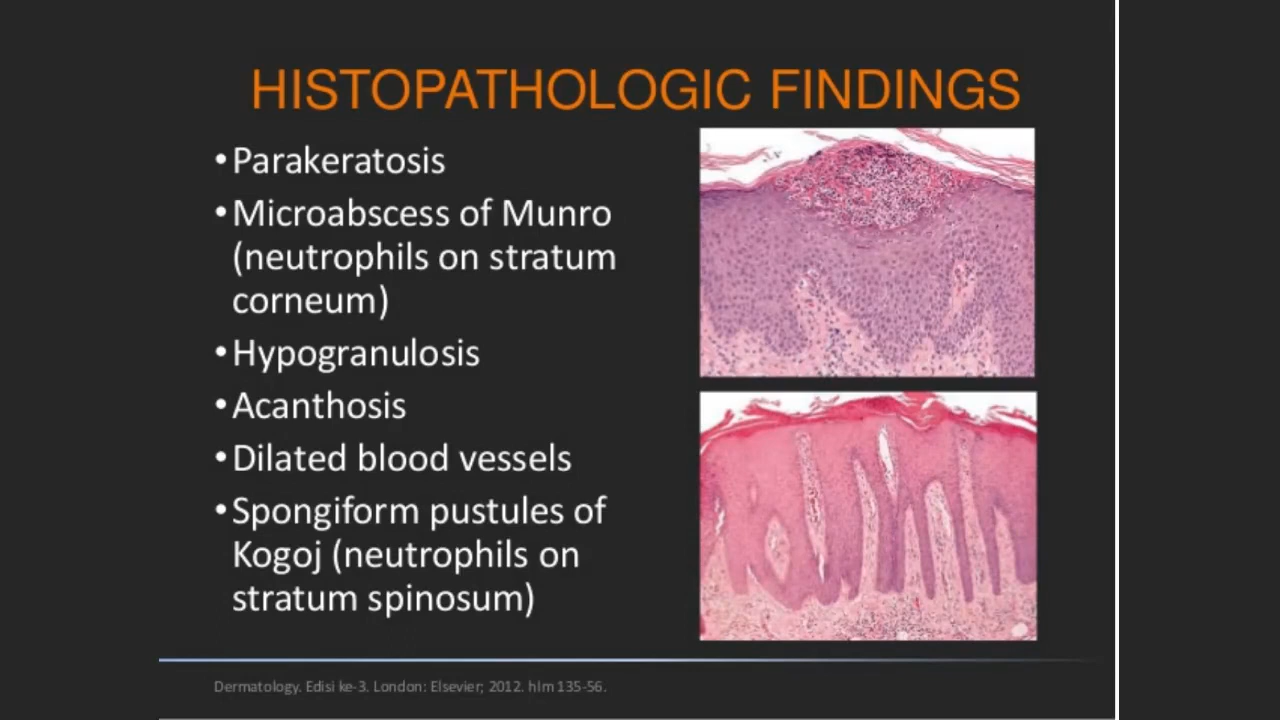 HISTOPATHOLOGIC FINDINGS
•Parakeratosis
•Microabscess of Munro
(neutrophils on stratum
corneum)
•Hypogranulosis
•Acanthosis
•Dilated blood vessels
•Spongiform pustules of
Kogoj (neutrophils on
stratum spinosum)
Dermatology. Edisi ke-3. London: Elsevier; 2012. hlm 135-56.